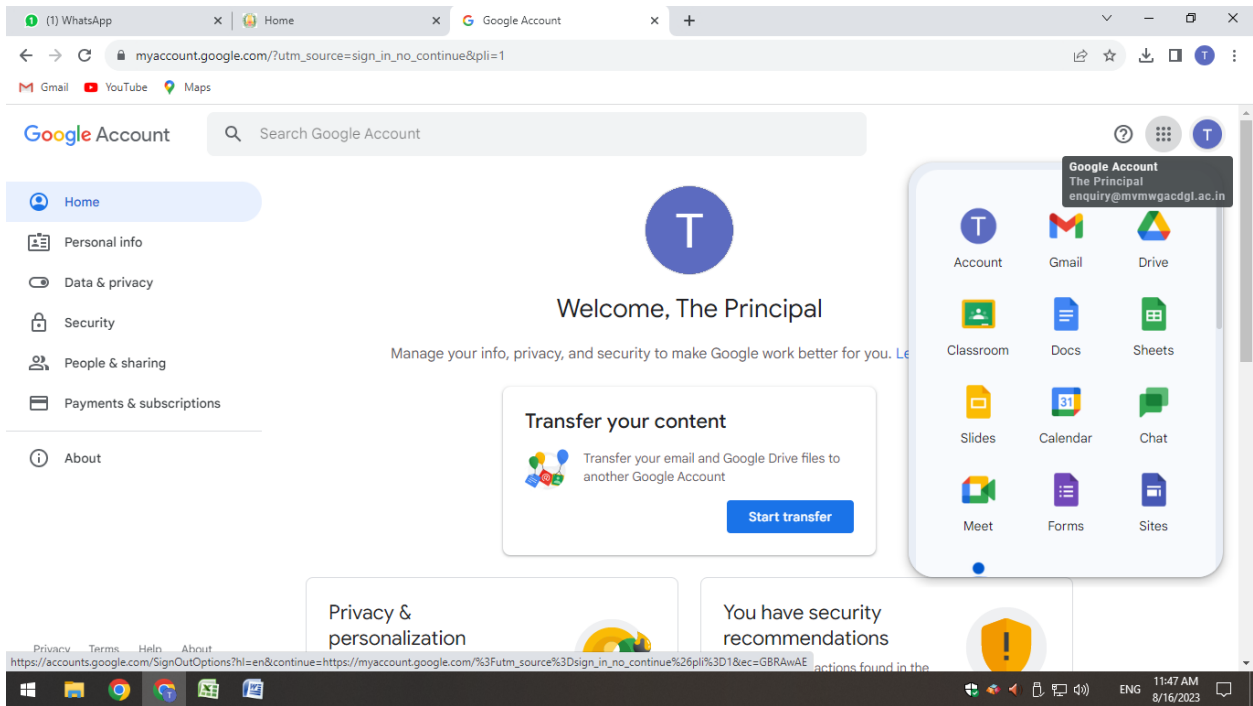 (1) WhatsApp
Home
Google Account
myaccount.google.com/?utm_source=sign_in_no_continue&pli=1
T
Gmail
YouTube
Maps
Google Account
Search Google Account
T
Google Account
The Principal
enquiry@mvmwgacdgl.ac.in
Home
Personal info
Data & privacy
Security
People & sharing
Payments & subscriptions
About
T
Welcome, The Principal
Manage your info, privacy, and security to make Google work better for you.
Transfer your content
Transfer your email and Google Drive files to
another Google Account
Start transfer
T
Account
Gmail
Drive
Classroom
Docs
Sheets
Slides
31
Calendar
Chat
Meet
Forms
Sites
Privacy &
personalization
You have security
recommendations
actions found in the
Privacy Terms Help About
https://accounts.google.com/SignOutOptions?hl=en&continue=https://myaccount.google.com/%3Futm_source%3Dsign_in_no_continue%26pli%3D1&ec=GBRAwAE
ENG
11:47 AM
8/16/2023